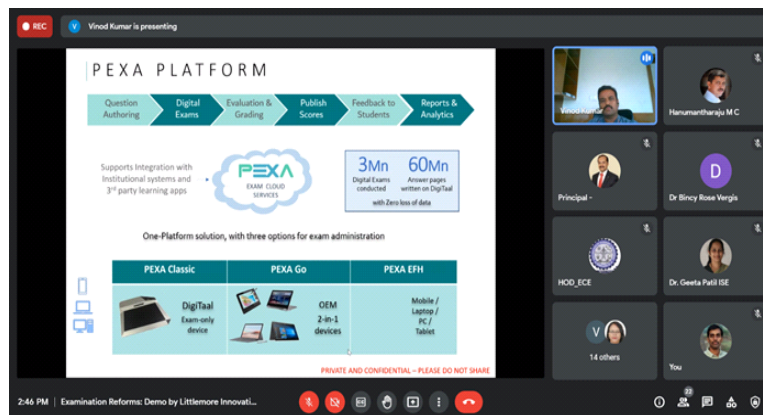 REC
V
Vinod Kumar is presenting
PEXA PLATFORM
Question
Authoring
Digital
Exams
Evaluation &
Grading
Publish
Scores
Feedback to
Students
Reports &
Analytics
Supports Integration with
Institutional systems and
3rd party learning apps
PEXA
EXAM CLOUD
SERVICES
3Mn
Digital Exams
conducted
60Mn
Answer pages
written on DigiTaal
with Zero loss of data
One-Platform solution, with three options for exam administration
PEXA Classic
PEXA Go
PEXA EFH
DigiTaal
Exam-only
device
OEM
2-in-1
devices
Mobile /
Laptop /
PC /
Tablet
PRIVATE AND CONFIDENTIAL – PLEASE DO NOT SHARE
Vinod Kumar
Hanumantharaju M C
Principal -
D
Dr Bincy Rose Vergis
HOD_ECE
Dr. Geeta Patil ISE
V
14 others
You
2:46 PM | Examination Reforms: Demo by Littlemore Innovati...
22